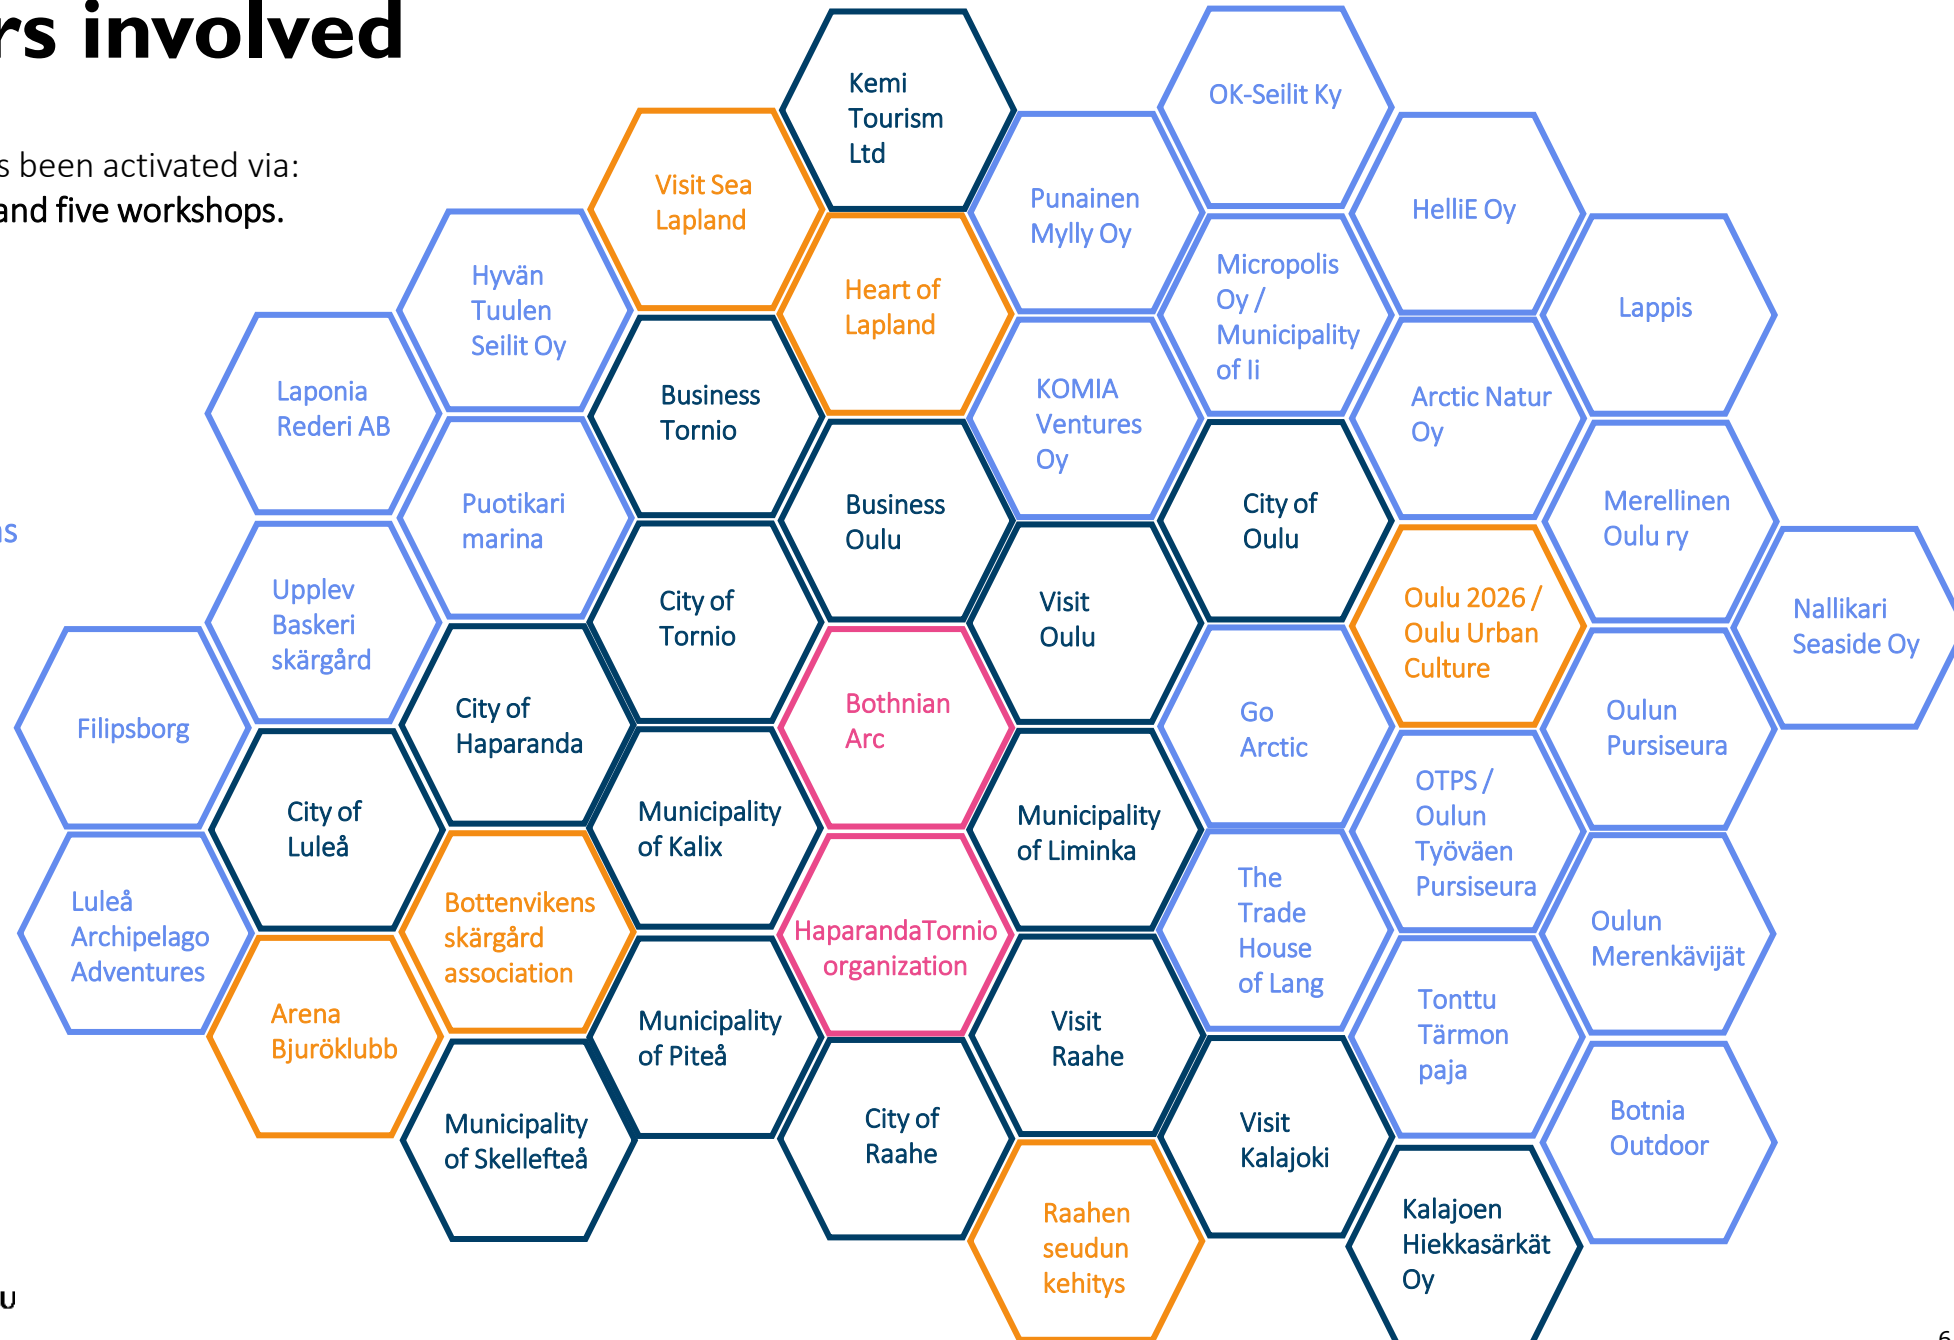 rs involved
s been activated via:
and five workshops.
Kemi
Tourism
Ltd
OK-Seilit Ky
Visit Sea
Lapland
Punainen
Mylly Oy
HelliE Oy
Hyvän
Tuulen
Seilit Oy
Heart of
Lapland
Micropolis
Oy /
Municipality
of Ii
Lappis
Laponia
Rederi AB
Business
Tornio
KOMIA
Ventures
Oy
Arctic Natur
Oy
Puotikari
marina
Business
Oulu
City of
Oulu
Merellinen
Oulu ry
ns
Upplev
Baskeri
skärgård
City of
Tornio
Visit
Oulu
Oulu 2026 /
Oulu Urban
Culture
Nallikari
Seaside Oy
Filipsborg
City of
Haparanda
Bothnian
Arc
Go
Arctic
Oulun
Pursiseura
City of
Luleå
Municipality
of Kalix
Municipality
of Liminka
OTPS /
Oulun
Työväen
Pursiseura
Luleå
Archipelago
Adventures
Bottenvikens
skärgård
association
HaparandaTornio
organization
The
Trade
House
of Lang
Oulun
Merenkävijät
Arena
Bjuröklubb
Municipality
of Piteå
Visit
Raahe
Tonttu
Tärmon
paja
Municipality
of Skellefteå
City of
Raahe
Visit
Kalajoki
Botnia
Outdoor
Raahen
seudun
kehitys
Kalajoen
Hiekkasärkät
Oy
U
6